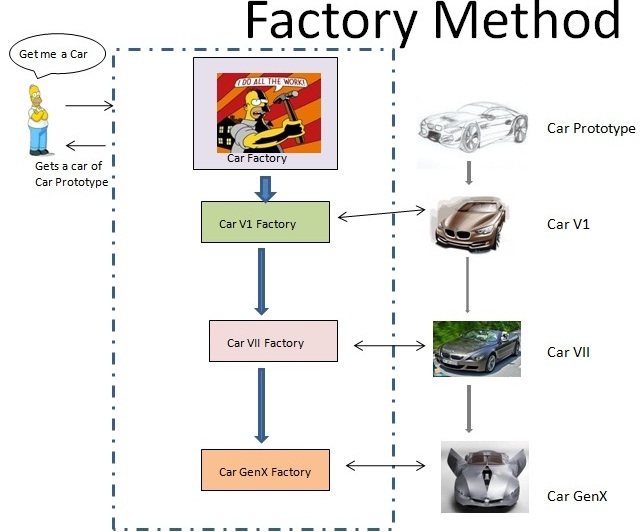 Factory Method
Get me a Car
I DO ALL THE WORK!
Car Factory
Car Prototype
Gets a car of
Car Prototype
Car V1 Factory
Car V1
Car VII Factory
Car VII
Car GenX Factory
Car GenX